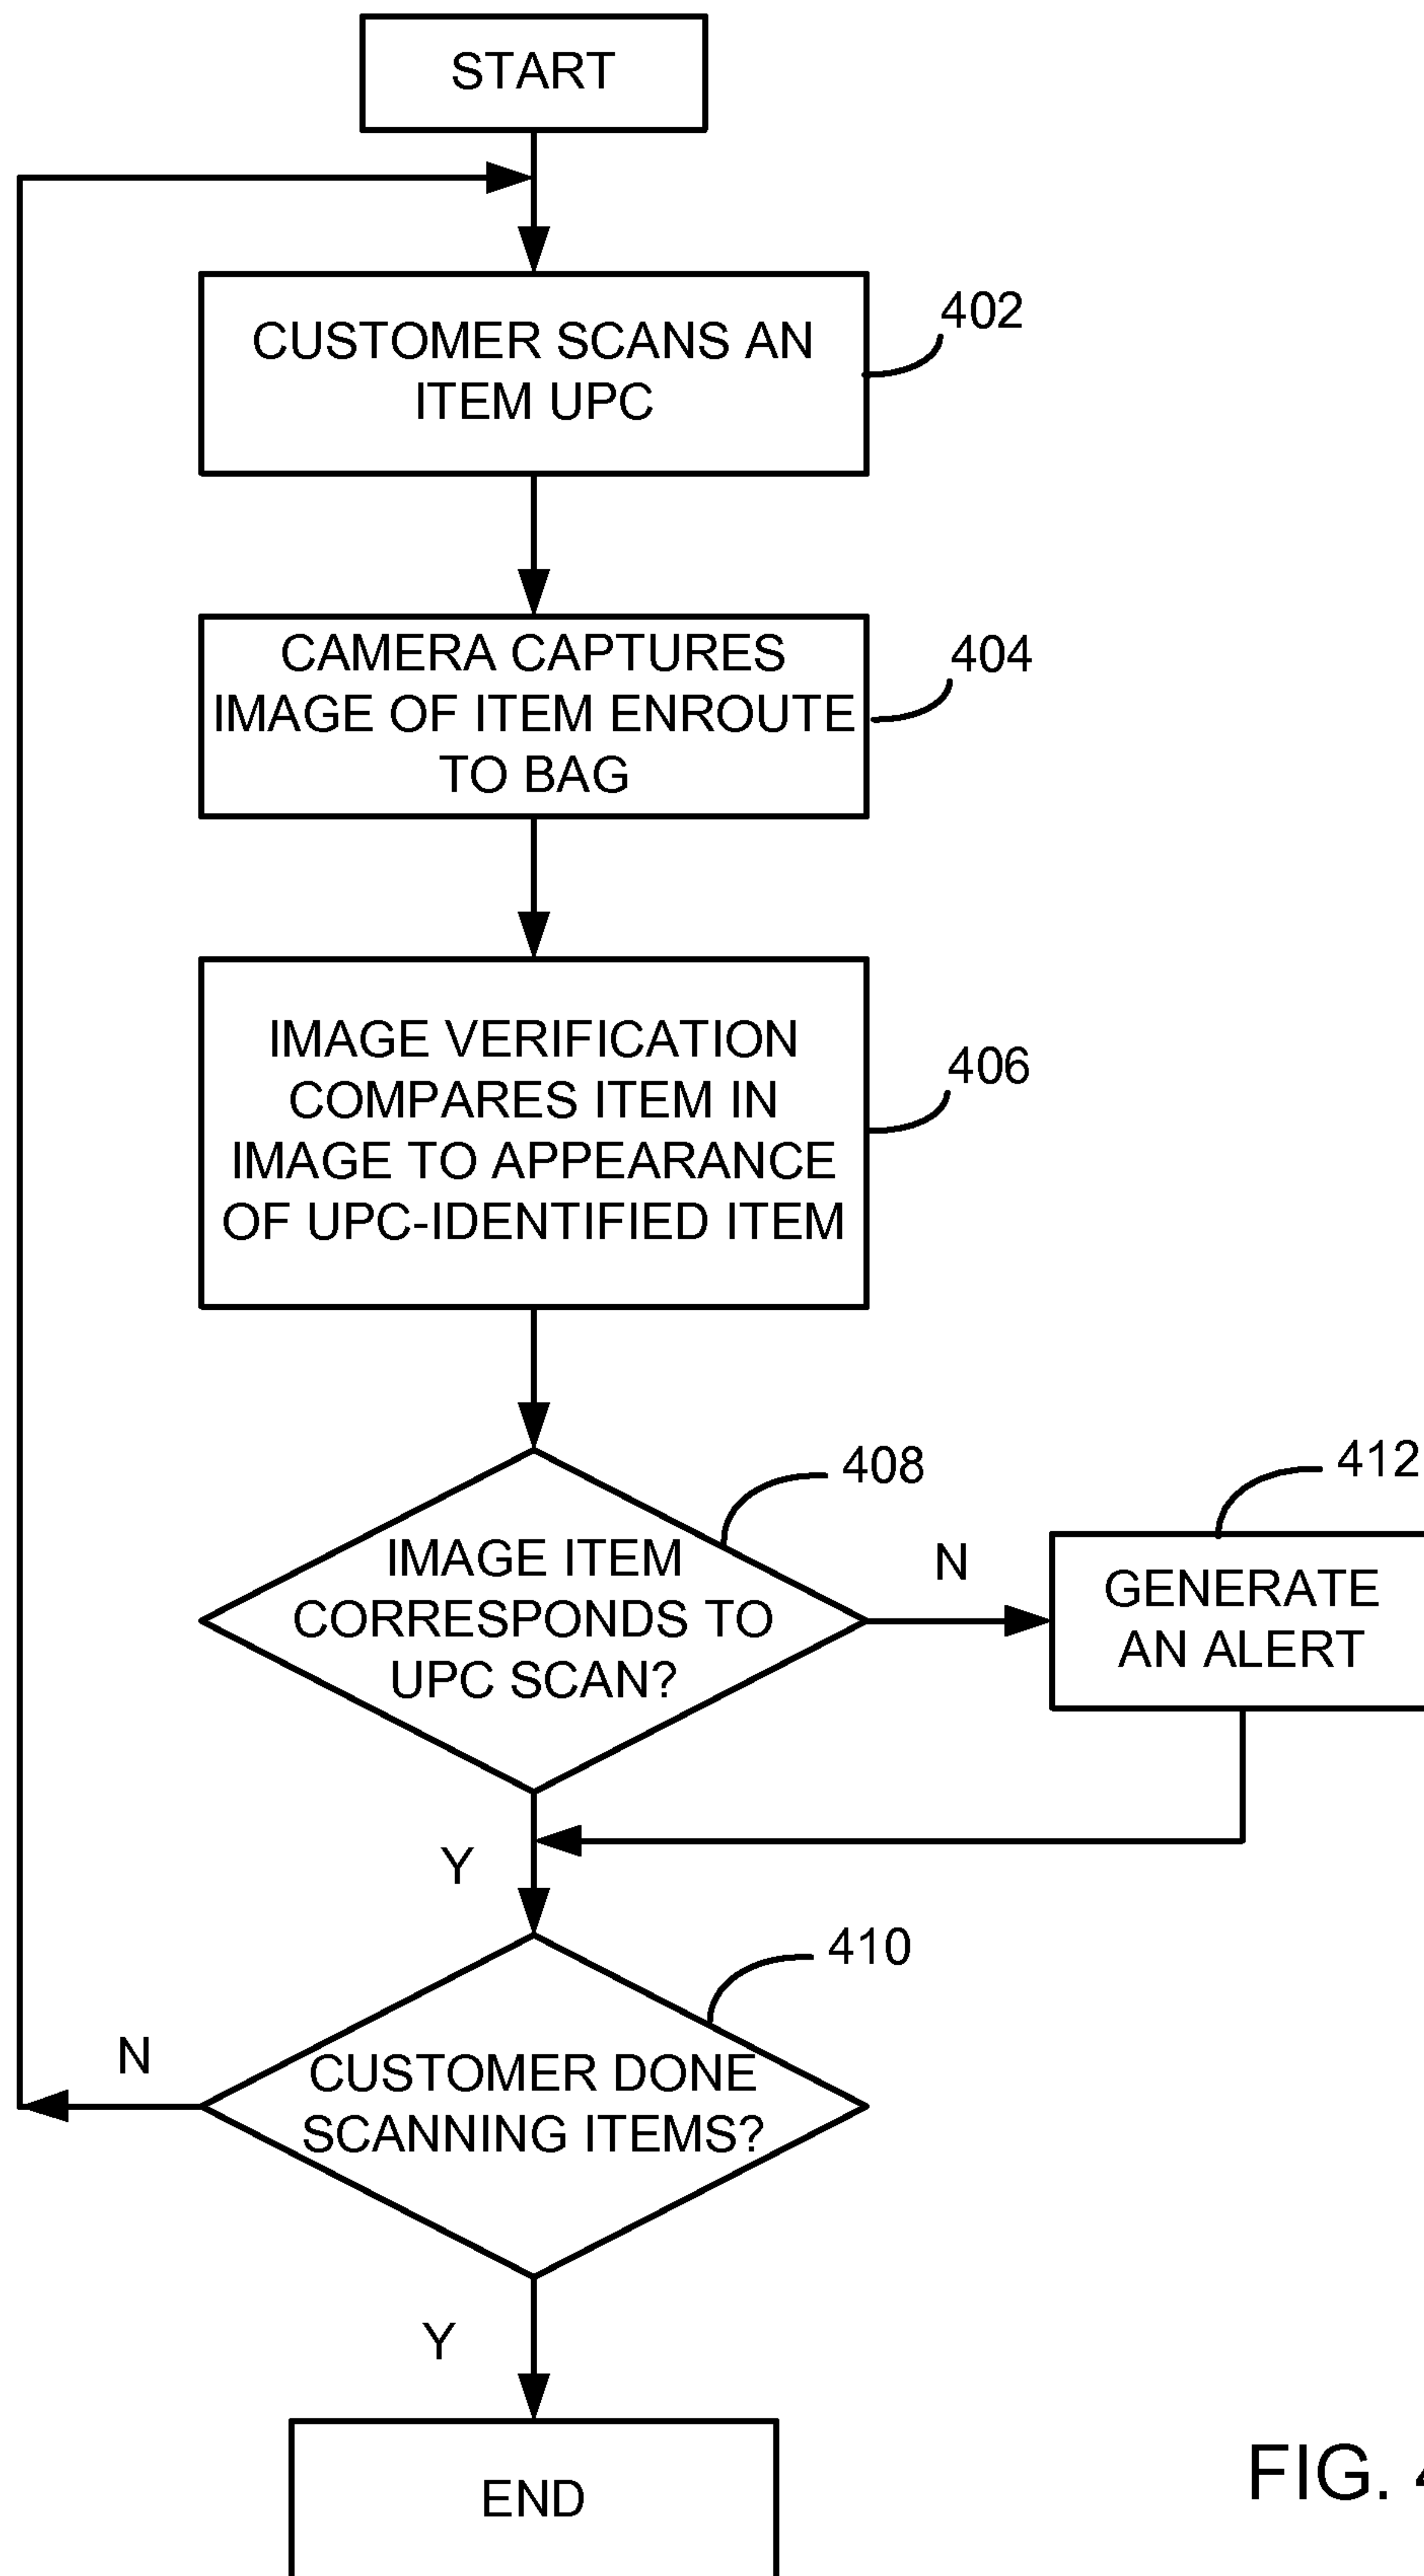 START
402
CUSTOMER SCANS AN
ITEM UPC
404
CAMERA CAPTURES
IMAGE OF ITEM ENROUTE
TO BAG
406
IMAGE VERIFICATION
COMPARES ITEM IN
IMAGE TO APPEARANCE
OF UPC-IDENTIFIED ITEM
408
IMAGE ITEM
CORRESPONDS TO
UPC SCAN?
N
412
GENERATE
AN ALERT
Y
410
CUSTOMER DONE
SCANNING ITEMS?
N
Y
END
FIG. 4